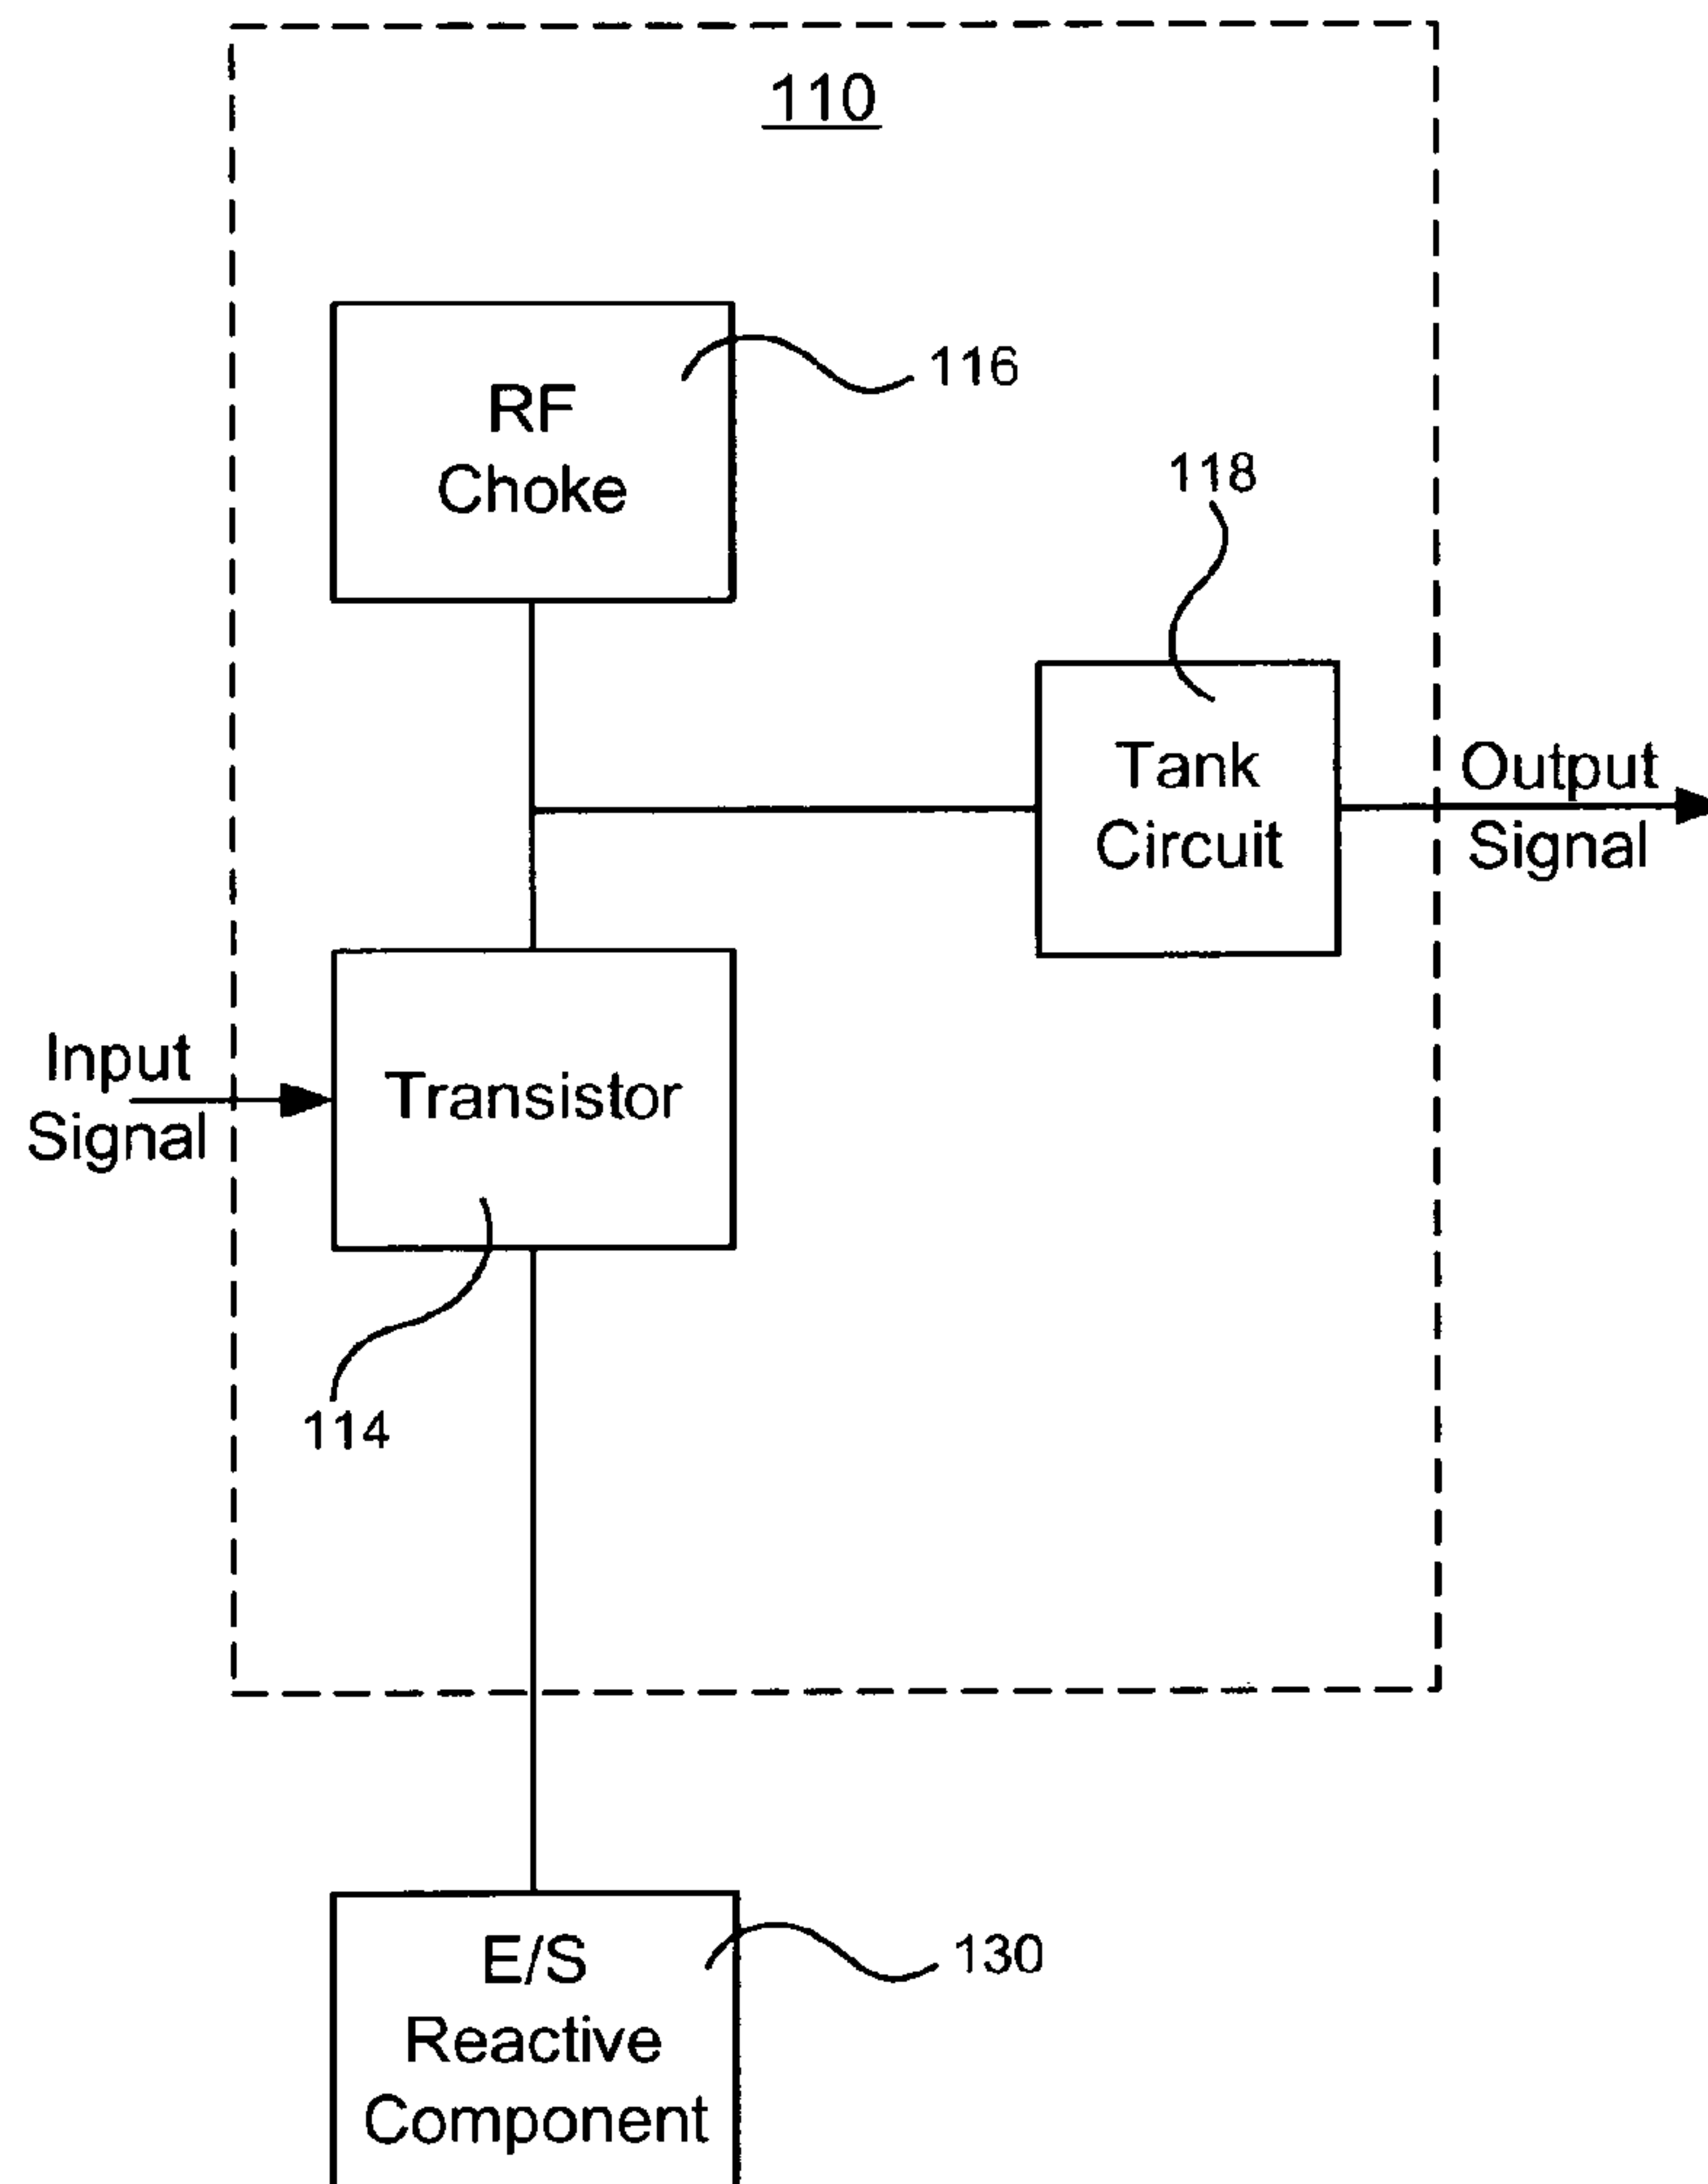 110
RF
Choke
116
118
Tank
Circuit
Output
Signal
Input
Signal
Transistor
114
E/S
Reactive
Component
130